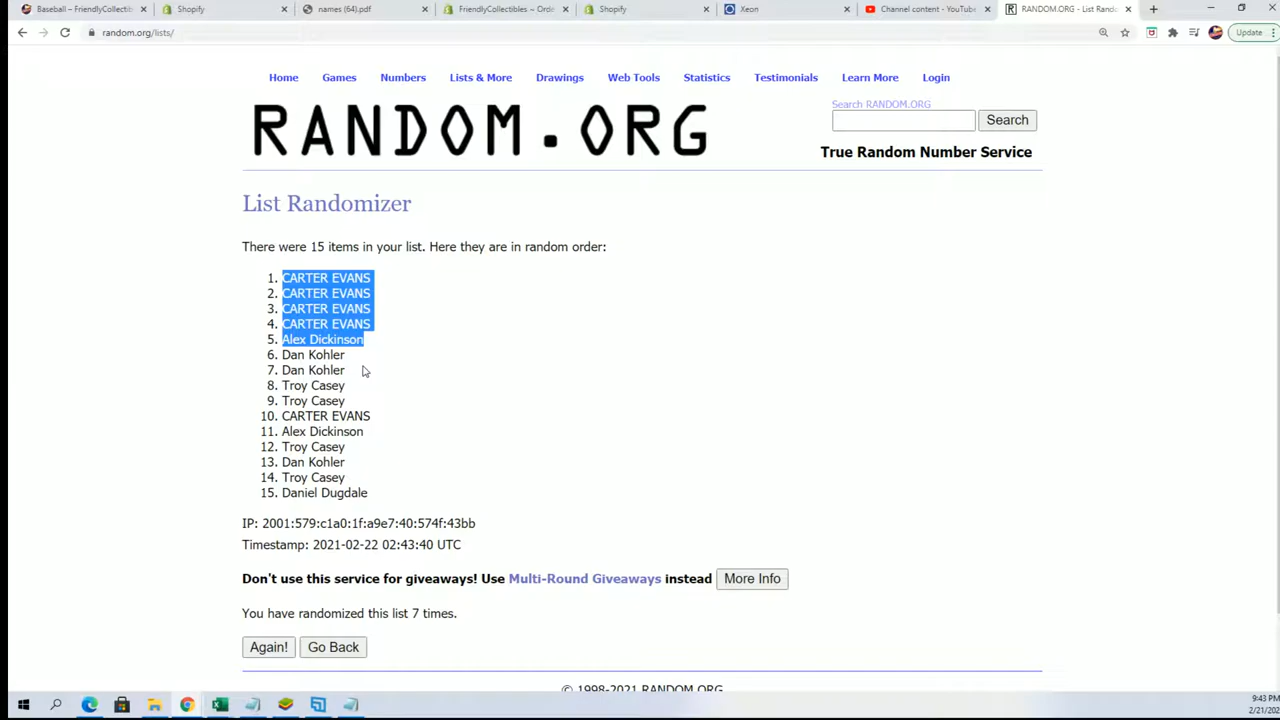 Baseball – FriendlyCollectib
Shopify
names (64).pdf
FriendlyCollectibles ~ Orde
Shopify
Xeori
Channel content - YouTube
RANDOM.ORG - List Rando
random.org/lists/
Update
Home
Games
Numbers
Lists & More
Drawings
Web Tools
Statistics
Testimonials
Learn More
Login
RANDOM.ORG
Search RANDOM.ORG
Search
True Random Number Service
List Randomizer
There were 15 items in your list. Here they are in random order:
1. CARTER EVANS
2. CARTER EVANS
3. CARTER EVANS
4. CARTER EVANS
5. Alex Dickinson
6. Dan Kohler
7. Dan Kohler
8. Troy Casey
9. Troy Casey
10. CARTER EVANS
11. Alex Dickinson
12. Troy Casey
13. Dan Kohler
14. Troy Casey
15. Daniel Dugdale
IP: 2001:579:c1a0:1f:a9e7:40:574f:43bb
Timestamp: 2021-02-22 02:43:40 UTC
Don't use this service for giveaways! Use Multi-Round Giveaways instead
More Info
You have randomized this list 7 times.
Again!
Go Back
© 1998-2021 RANDOM.ORG
9:43 PM
2/21/202